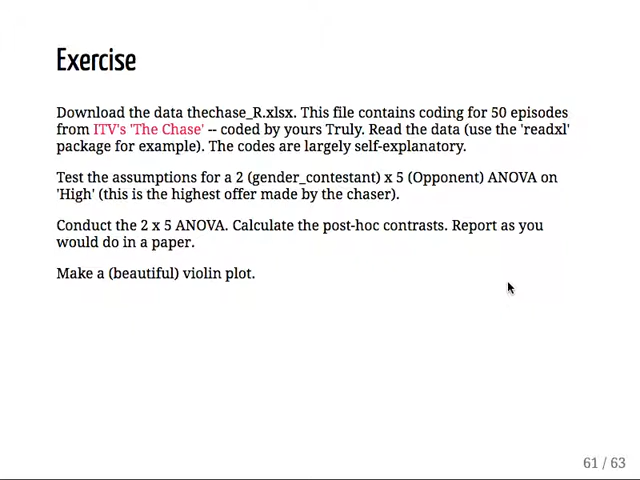 Exercise
Download the data thechase_R.xlsx. This file contains coding for 50 episodes
from ITV's 'The Chase' -- coded by yours Truly. Read the data (use the 'readxl'
package for example). The codes are largely self-explanatory.
Test the assumptions for a 2 (gender_contestant) x 5 (Opponent) ANOVA on
'High' (this is the highest offer made by the chaser).
Conduct the 2 x 5 ANOVA. Calculate the post-hoc contrasts. Report as you
would do in a paper.
Make a (beautiful) violin plot.
61 / 63